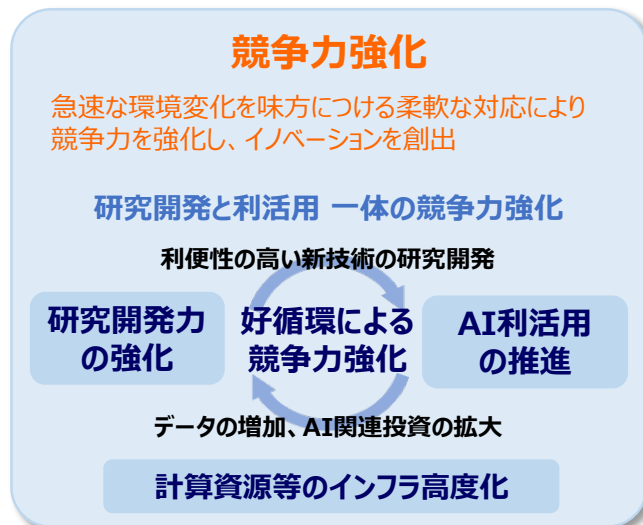 競争力強化
急速な環境変化を味方につける柔軟な対応により
競争力を強化し、イノベーションを創出
研究開発と利活用 一体の競争力強化
利便性の高い新技術の研究開発
研究開発力
の強化
好循環による
競争力強化
AI利活用
の推進
データの増加、AI関連投資の拡大
計算資源等のインフラ高度化